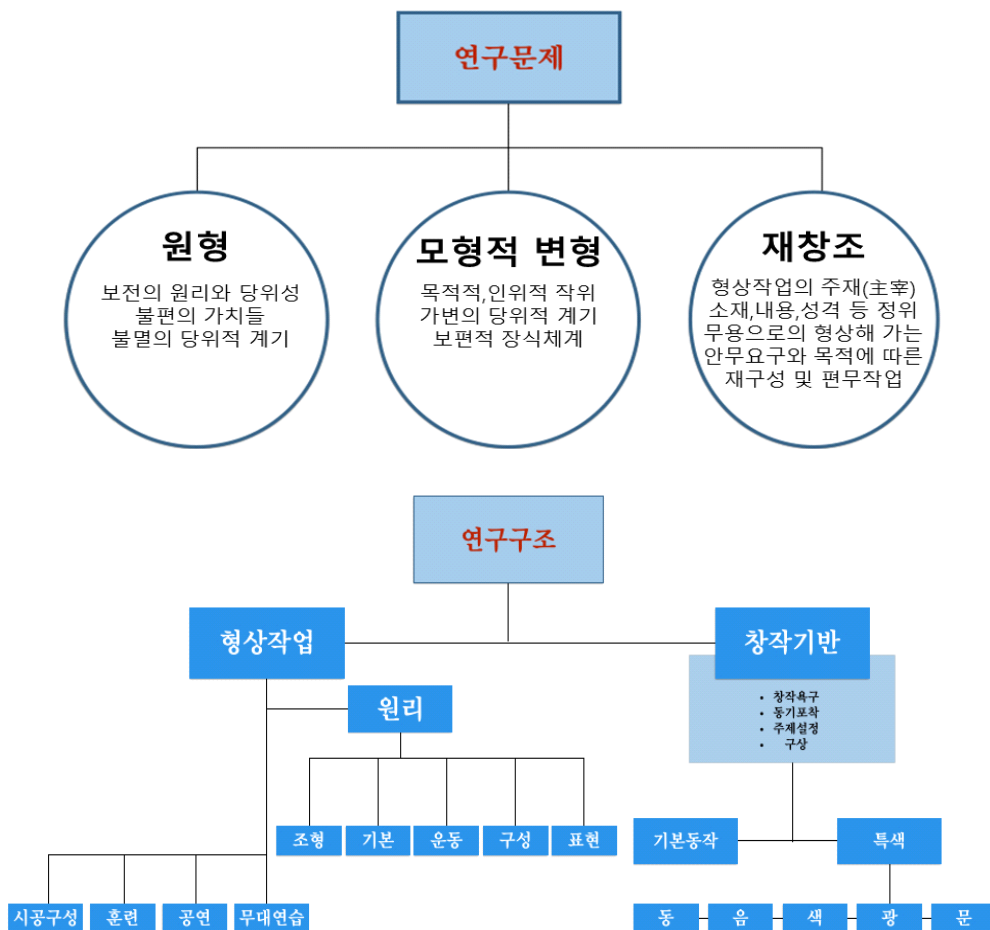 연구문제
원형
보전의 원리와 당위성
불편의 가치들
불멸의 당위적 계기
모형적 변형
목적적,인위적 작위
가변의 당위적 계기
보편적 장식체계
재창조
형상작업의 주재(主宰)
소재,내용,성격 등 정위
무용으로의 형상해 가는
안무요구와 목적에 따른
재구성 및 편무작업
연구구조
형상작업
창작기반
• 창작욕구
• 동기포착
• 주제설정
• 구상
원리
조형 기본 운동 구성 표현
기본동작 특색
시공구성 훈련 공연 무대연습
동 음 색 광 문